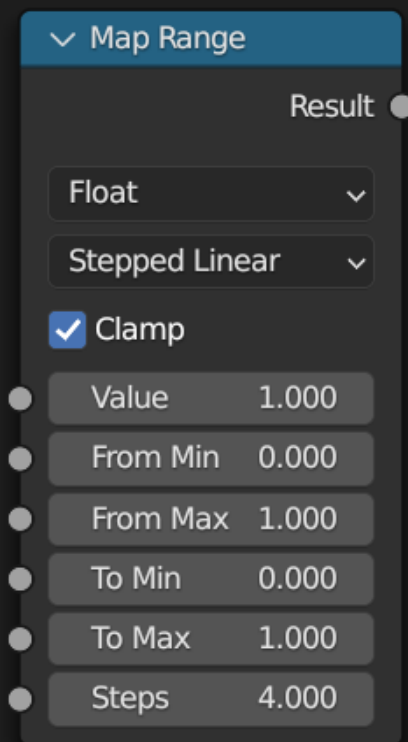 Map Range
Result
Float
Stepped Linear
Clamp
Value 1.000
From Min 0.000
From Max 1.000
To Min 0.000
To Max 1.000
Steps 4.000